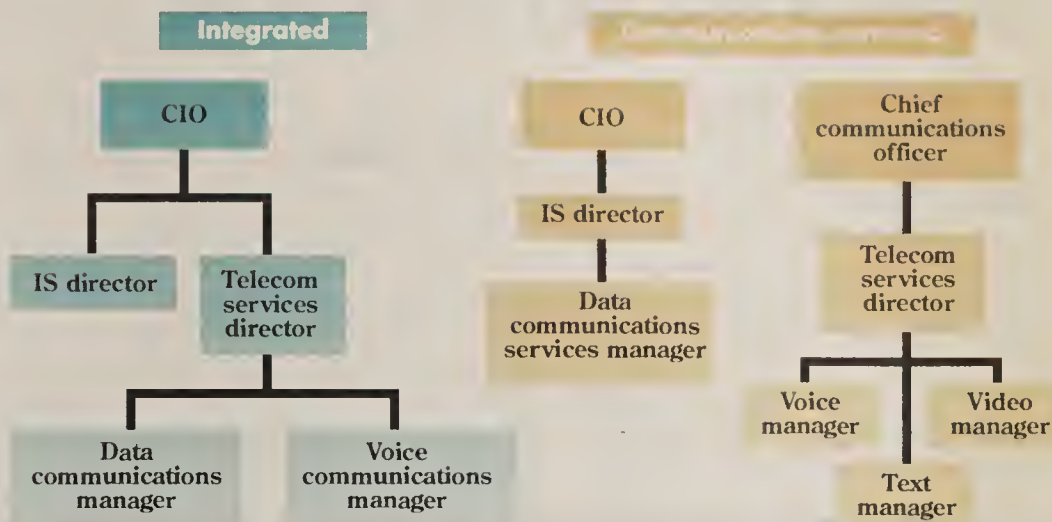 Integrated
CIO
IS director
Telecom
services
director
Data
communications
manager
Voice
communications
manager
CIO
IS director
Data
communications
services manager
Chief
communications
officer
Telecom
services
director
Voice
manager
Video
manager
Text
manager